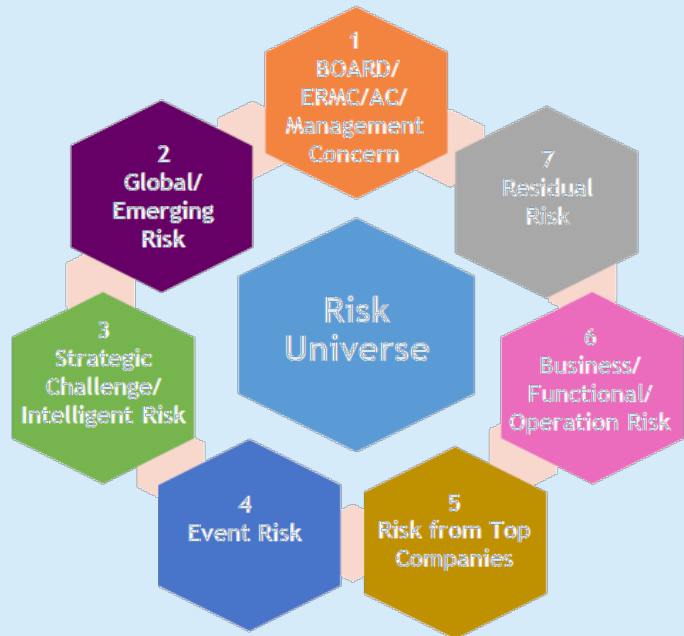 1
BOARD/
ERMC/AC/
Management
Concern
2
Global/
Emerging
Risk
3
Strategic
Challenge/
Intelligent Risk
4
Event Risk
5
Risk from Top
Companies
6
Business/
Functional/
Operation Risk
7
Residual
Risk
Risk
Universe